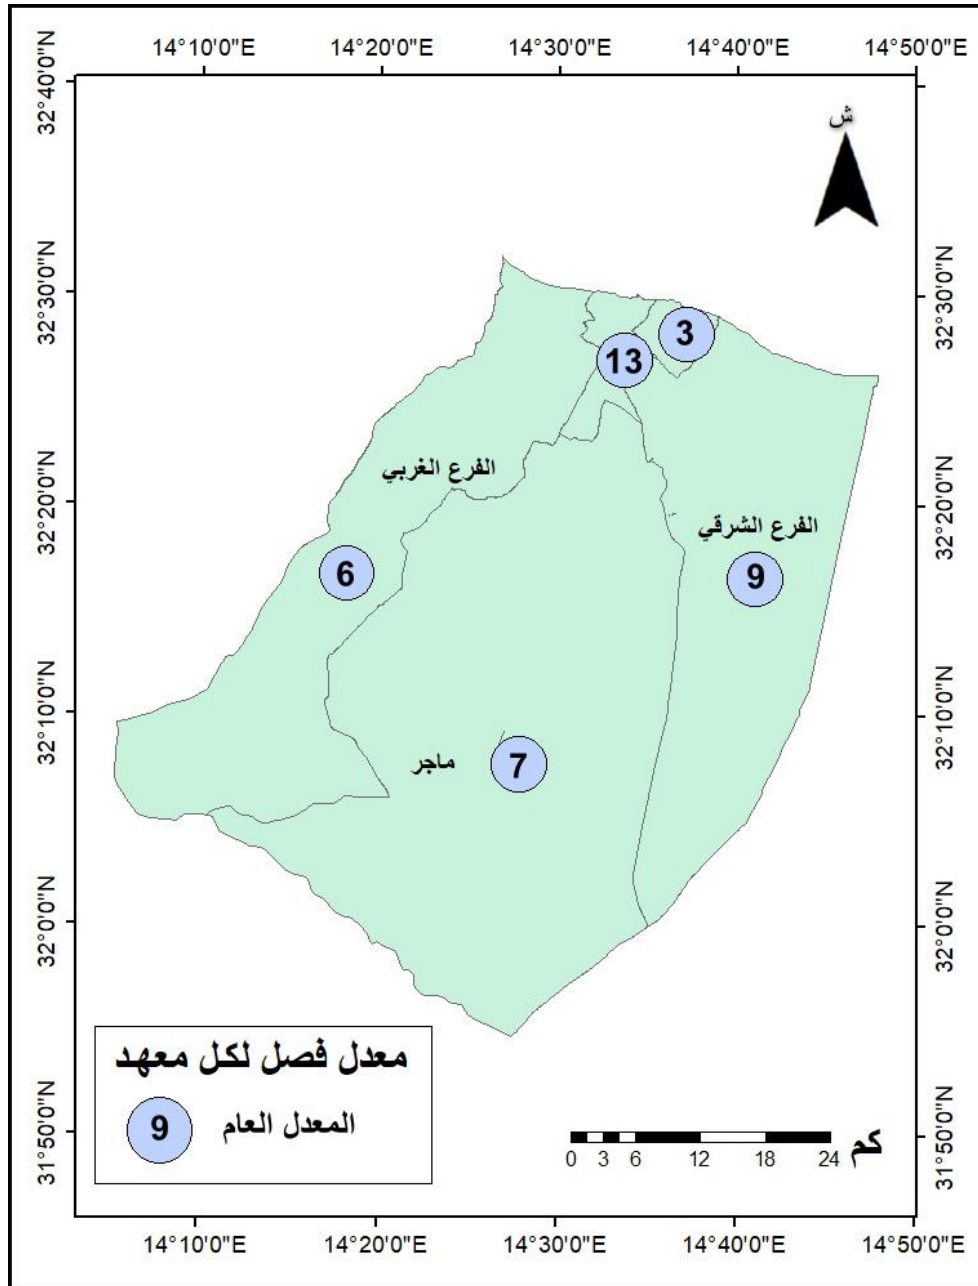 14°10'0"E 14°20'0"E 14°30'0"E 14°40'0"E 14°50'0"E
32°40'0"N
ش
32°30'0"N 32°30'0"N
3
13
الفرع الغربي
32°20'0"N 32°20'0"N
الفرع الشرقي
6
9
32°10'0"N 32°10'0"N
ماجر
7
32°0'0"N 32°0'0"N
معدل فصل لكل معهد
المعدل العام
9
31°50'0"N 31°50'0"N
كم
0 3 6 12 18 24
14°10'0"E 14°20'0"E 14°30'0"E 14°40'0"E 14°50'0"E